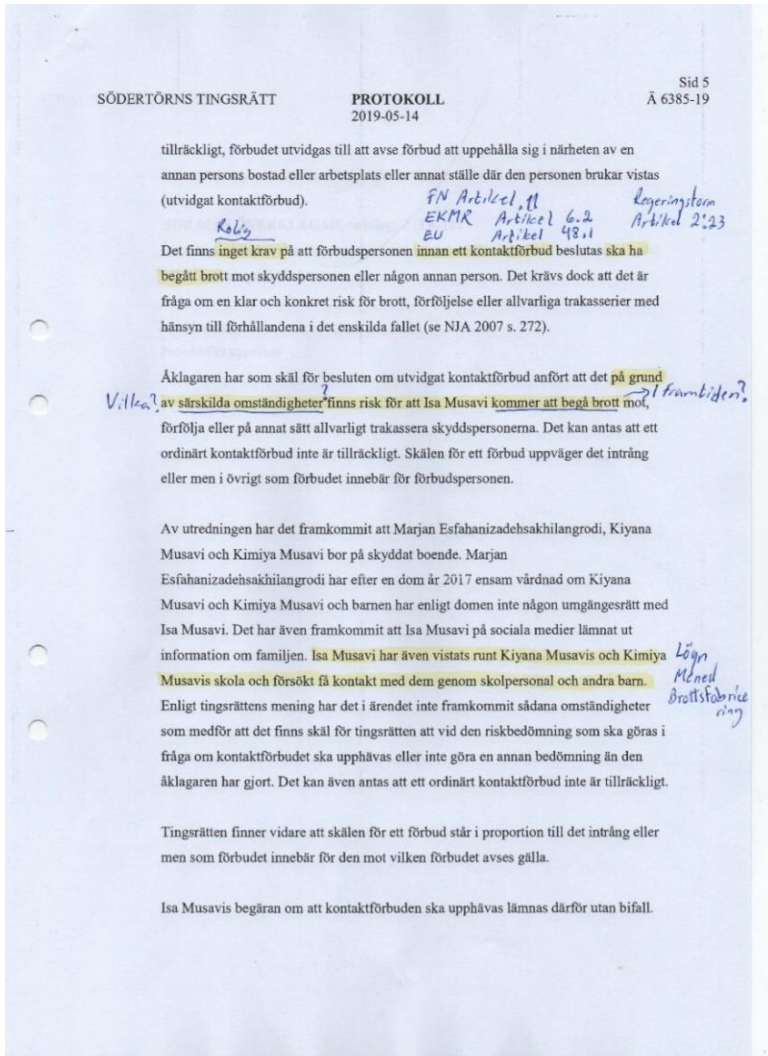 Sid 5
SÖDERTÖRNS TINGSRÄTT PROTOKOLL Ä 6385-19
2019-05-14
tillräckligt, förbudet utvidgas till att avse förbud att uppehålla sig i närheten av en
annan persons bostad eller arbetsplats eller annat ställe där den personen brukar vistas
(utvidgat kontaktförbud).
FN Artikel 11 Regeringsform
EKMR Artikel 6.2 Artikel 2:23
EU Artikel 48.1
Det finns inget krav på att förbudspersonen innan ett kontaktförbud beslutas ska ha
begått brott mot skyddspersonen eller någon annan person. Det krävs dock att det är
fråga om en klar och konkret risk för brott, förföljelse eller allvarliga trakasserier med
hänsyn till förhållandena i det enskilda fallet (se NJA 2007 s. 272).
Åklagaren har som skäl för besluten om utvidgat kontaktförbud anfört att det på grund
Vilka? av särskilda omständigheter ? finns risk för att Isa Musavi kommer att begå brott mot, I framtiden?
förfölja eller på annat sätt allvarligt trakassera skyddspersonerna. Det kan antas att ett
ordinärt kontaktförbud inte är tillräckligt. Skälen för ett förbud uppväger det intrång
eller men i övrigt som förbudet innebär för förbudspersonen.
Av utredningen har det framkommit att Marjan Esfahanizadehsakhilangrodi, Kiyana
Musavi och Kimiya Musavi bor på skyddat boende. Marjan
Esfahanizadehsakhilangrodi har efter en dom år 2017 ensam vårdnad om Kiyana
Musavi och Kimiya Musavi och barnen har enligt domen inte någon umgängesrätt med
Isa Musavi. Det har även framkommit att Isa Musavi på sociala medier lämnat ut
information om familjen. Isa Musavi har även vistats runt Kiyana Musavis och Kimiya Lögn
Musavis skola och försökt få kontakt med dem genom skolpersonal och andra barn. Mened
Enligt tingsrättens mening har det i ärendet inte framkommit sådana omständigheter Brottsfabrice
ring
som medför att det finns skäl för tingsrätten att vid den riskbedömning som ska göras i
fråga om kontaktförbudet ska upphävas eller inte göra en annan bedömning än den
åklagaren har gjort. Det kan även antas att ett ordinärt kontaktförbud inte är tillräckligt.
Tingsrätten finner vidare att skälen för ett förbud står i proportion till det intrång eller
men som förbudet innebär för den mot vilken förbudet avses gälla.
Isa Musavis begäran om att kontaktförbuden ska upphävas lämnas därför utan bifall.